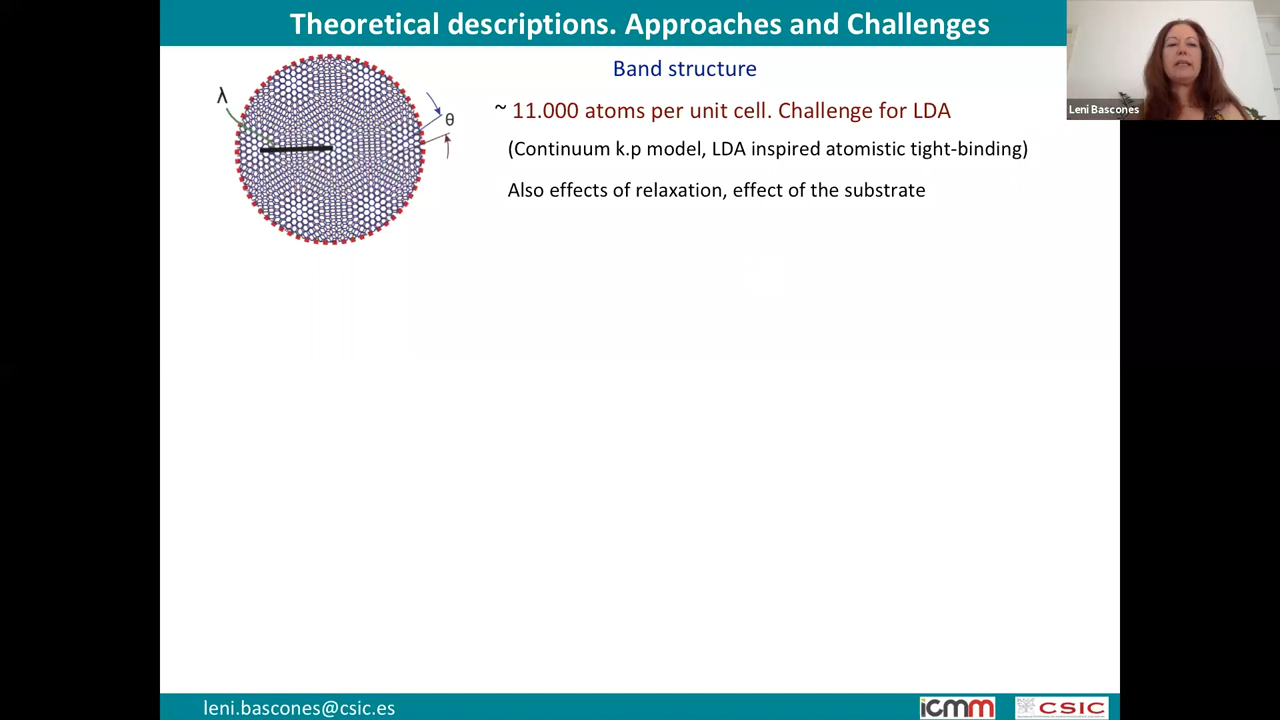 Theoretical descriptions. Approaches and Challenges
Leni Bascones
Band structure
λ
θ
~ 11.000 atoms per unit cell. Challenge for LDA
(Continuum k.p model, LDA inspired atomistic tight-binding)
Also effects of relaxation, effect of the substrate
leni.bascones@csic.es
icmm
CSIC